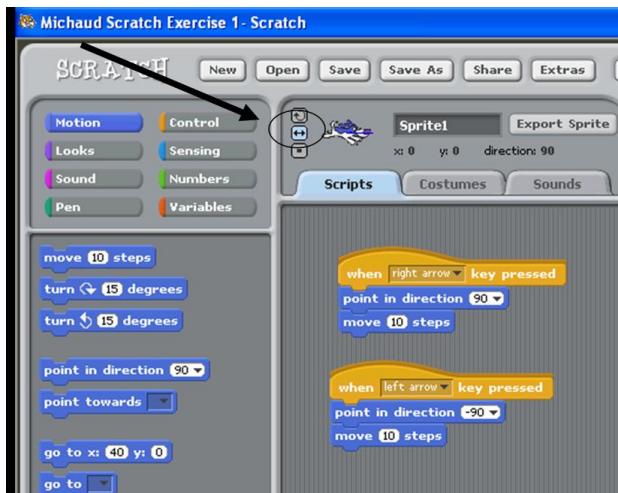 Michaud Scratch Exercise 1- Scratch
SCRATCH New Open Save Save As Share Extras
Motion Control
Looks Sensing
Sound Numbers
Pen Variables
Sprite1 Export Sprite
x: 0 y: 0 direction: 90
Scripts Costumes Sounds
move 10 steps
turn 15 degrees
turn 15 degrees
point in direction 90
point towards
go to x: 40 y: 0
go to
when right arrow key pressed
point in direction 90
move 10 steps
when left arrow key pressed
point in direction -90
move 10 steps